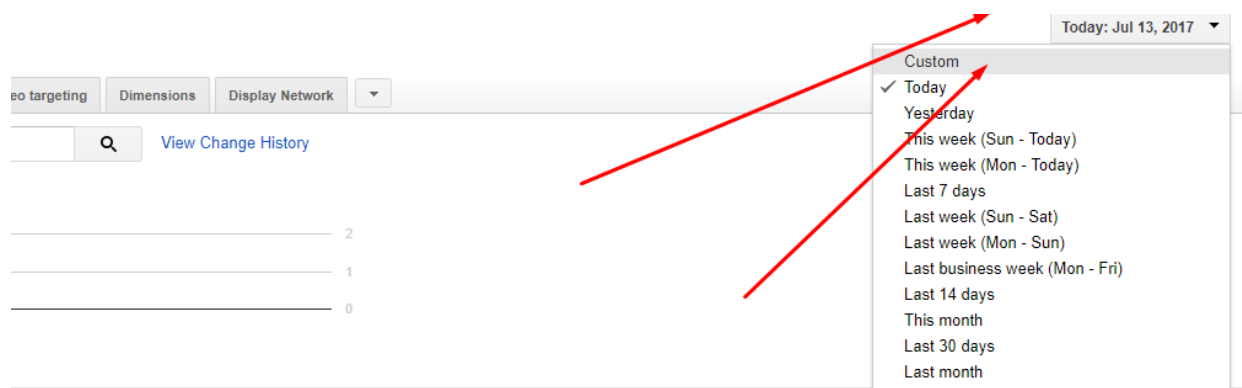 Today: Jul 13, 2017
Custom
eo targeting Dimensions Display Network
Today
View Change History
Yesterday
This week (Sun - Today)
This week (Mon - Today)
Last 7 days
Last week (Sun - Sat)
2
Last week (Mon - Sun)
1
Last business week (Mon - Fri)
Last 14 days
0
This month
Last 30 days
Last month